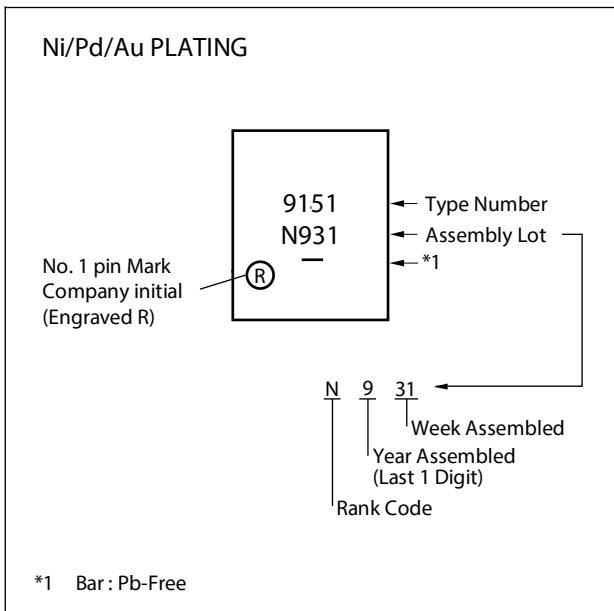 Ni/Pd/Au PLATING
9151
Type Number
N931
Assembly Lot
*1
No. 1 pin Mark
Company initial
(Engraved R)
R
N 9 31
Week Assembled
Year Assembled
(Last 1 Digit)
Rank Code
*1 Bar : Pb-Free